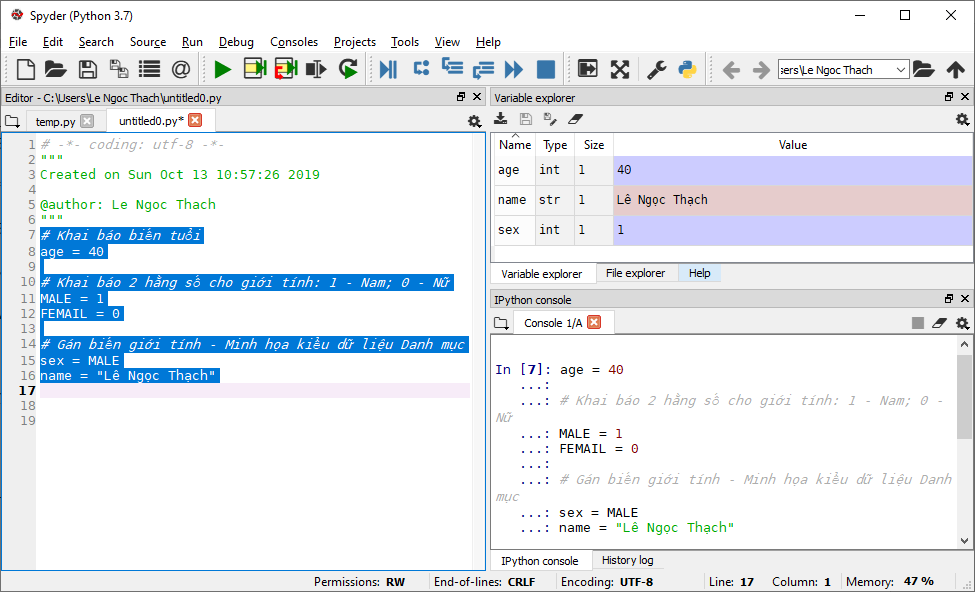 Spyder (Python 3.7)
File Edit Search Source Run Debug Consoles Projects Tools View Help
sers\Le Ngoc Thach
Editor - C:\Users\Le Ngoc Thach\untitled0.py
temp.py
untitled0.py*
1 # -*- coding: utf-8 -*-
2 """
3 Created on Sun Oct 13 10:57:26 2019
4
5 @author: Le Ngoc Thach
6 """
7 # Khai báo biến tuổi
8 age = 40
9
10 # Khai báo 2 hằng số cho giới tính: 1 - Nam; 0 - Nữ
11 MALE = 1
12 FEMAIL = 0
13
14 # Gán biến giới tính - Minh họa kiểu dữ liệu Danh mục
15 sex = MALE
16 name = "Lê Ngọc Thạch"
17
18
19
Variable explorer
Name Type Size Value
age int 1 40
name str 1 Lê Ngọc Thạch
sex int 1 1
Variable explorer File explorer Help
IPython console
Console 1/A
In [7]: age = 40
...:
...: # Khai báo 2 hằng số cho giới tính: 1 - Nam; 0 -
Nữ
...: MALE = 1
...: FEMAIL = 0
...:
...: # Gán biến giới tính - Minh họa kiểu dữ liệu Danh
mục
...: sex = MALE
...: name = "Lê Ngọc Thạch"
IPython console History log
Permissions: RW End-of-lines: CRLF Encoding: UTF-8 Line: 17 Column: 1 Memory: 47 %